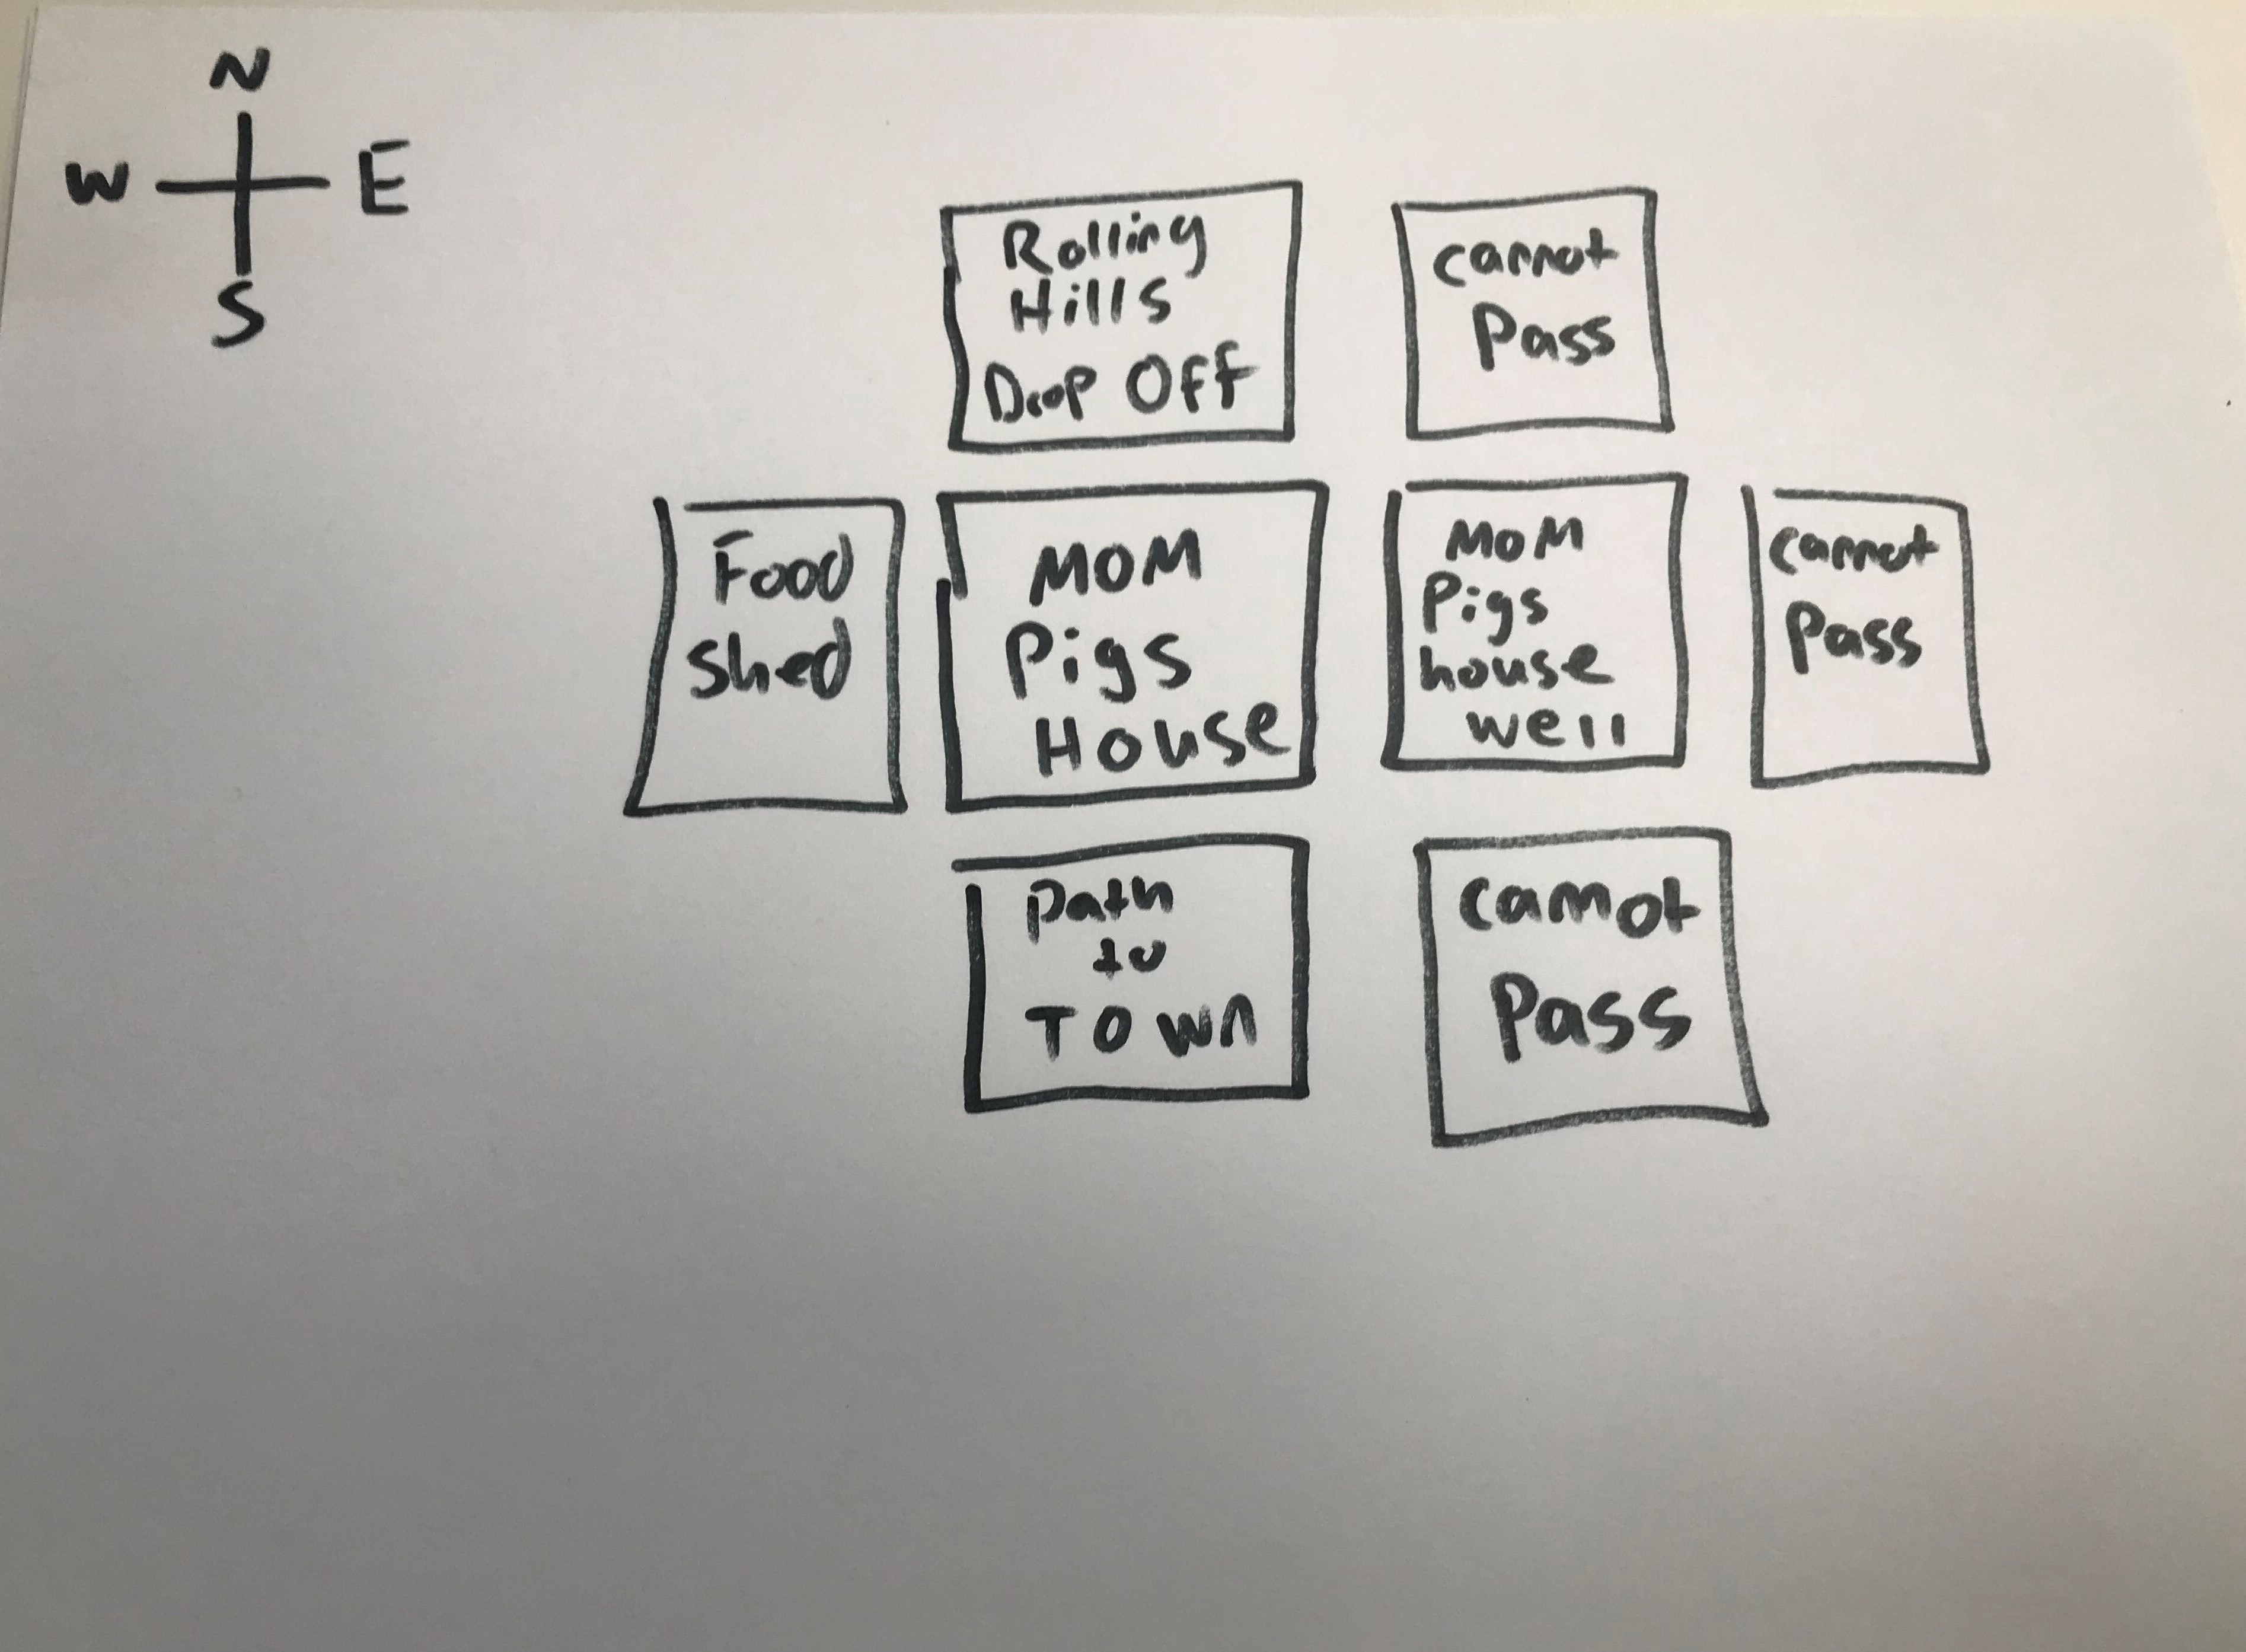 N
W E
S
Rolling
Hills
Drop Off
cannot
Pass
Food
shed
MOM
Pigs
House
MOM
Pigs
house
well
cannot
Pass
path
to
TOWN
cannot
Pass